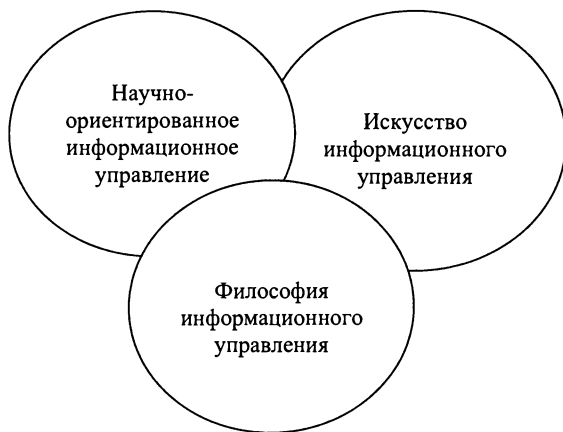 Научно-
ориентированное
информационное
управление
Искусство
информационного
управления
Философия
информационного
управления